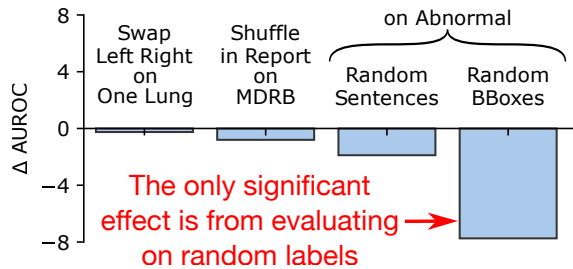 8
4
0
−4
−8
Δ AUROC
Swap
Left Right
on
One Lung
Shuffle
in Report
on
MDRB
on Abnormal
Random
Sentences
Random
BBoxes
The only significant
effect is from evaluating
on random labels